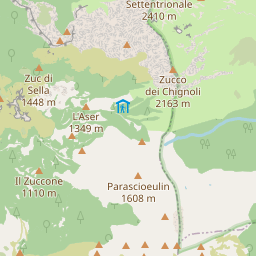 Settentrionale
2410 m
Zuc di
Sella
1448 m
Zucco
dei Chignoli
2163 m
L'Aser
1349 m
Il Zuccone
1110 m
Parascioeulin
1608 m